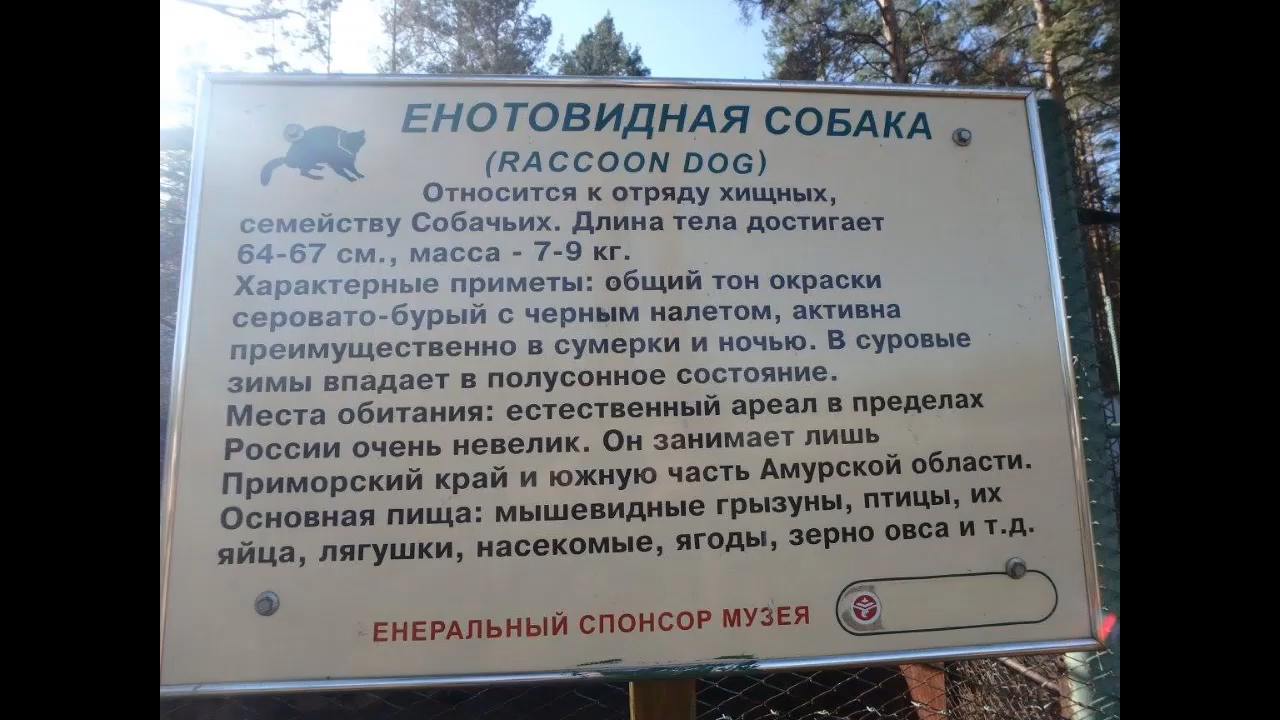 ЕНОТОВИДНАЯ СОБАКА
(RACCOON DOG)
Относится к отряду хищных,
семейству Собачьих. Длина тела достигает
64-67 см., масса - 7-9 кг.
Характерные приметы: общий тон окраски
серовато-бурый с черным налетом, активна
преимущественно в сумерки и ночью. В суровые
зимы впадает в полусонное состояние.
Места обитания: естественный ареал в пределах
России очень невелик. Он занимает лишь
Приморский край и южную часть Амурской области.
Основная пища: мышевидные грызуны, птицы, их
яйца, лягушки, насекомые, ягоды, зерно овса и т.д.
ЕНЕРАЛЬНЫЙ СПОНСОР МУЗЕЯ